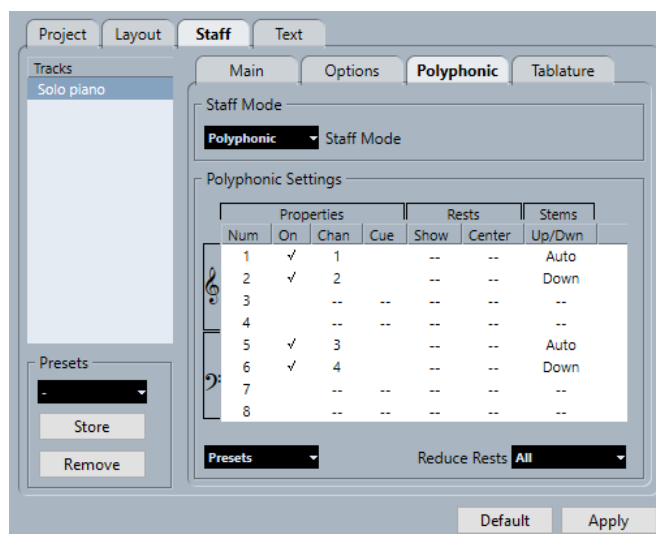 Project Layout Staff Text
Tracks
Solo piano
Main Options Polyphonic Tablature
Staff Mode
Polyphonic Staff Mode
Polyphonic Settings
Properties Rests Stems
Num On Chan Cue Show Center Up/Dwn
1 √ 1 -- -- Auto
2 √ 2 -- -- Down
3 -- -- -- -- --
4 -- -- -- -- --
5 √ 3 -- -- Auto
6 √ 4 -- -- Down
7 -- -- -- -- --
8 -- -- -- -- --
Presets
-
Store
Remove
Presets Reduce Rests All
Default Apply